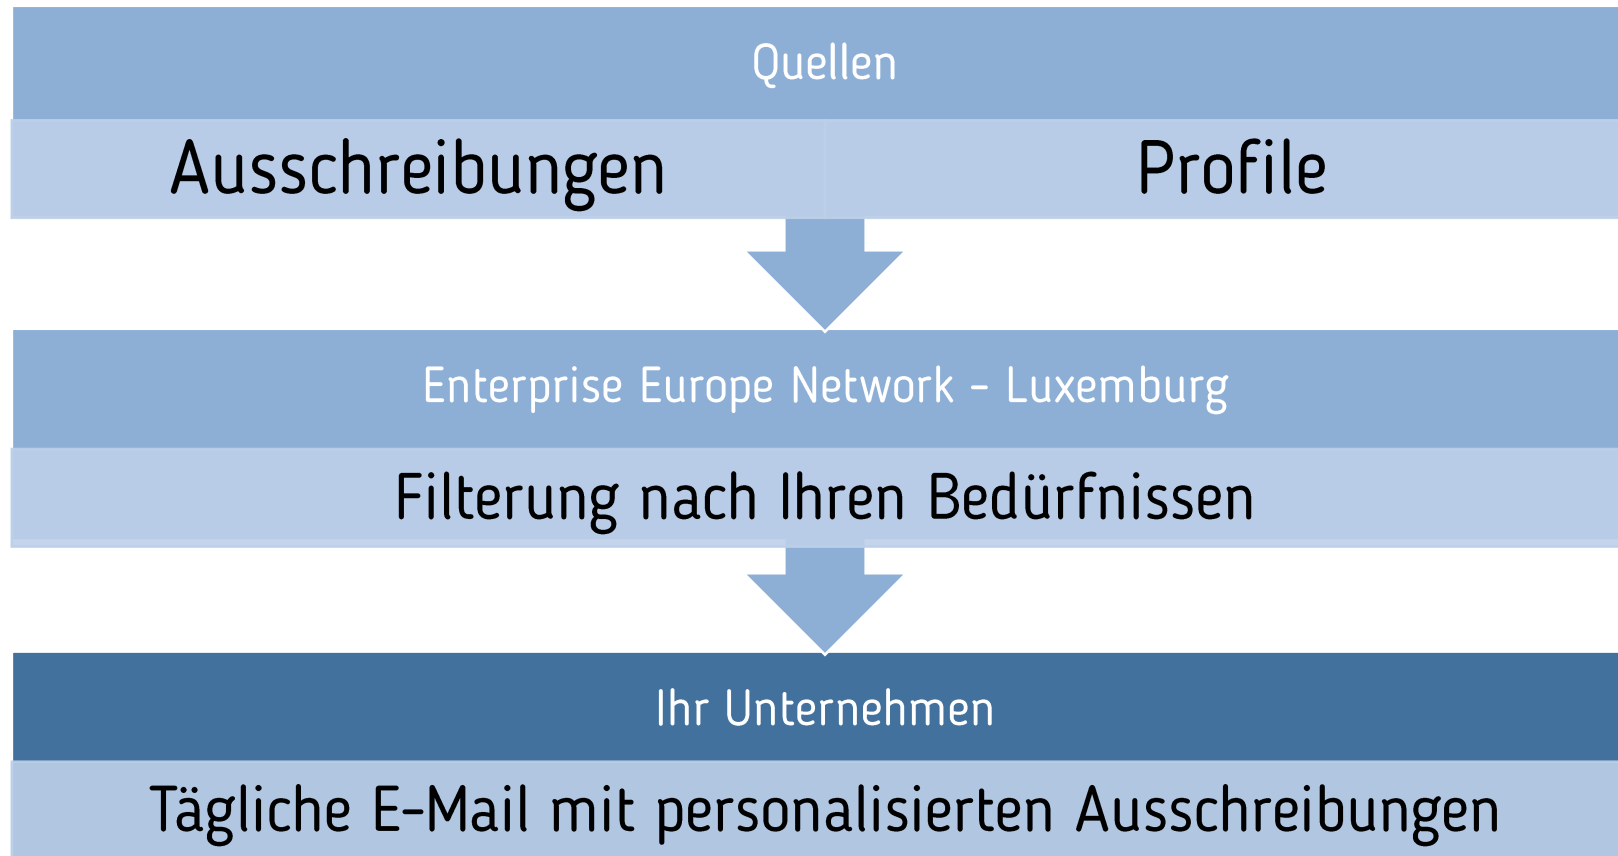 Quellen
Ausschreibungen Profile
Enterprise Europe Network - Luxemburg
Filterung nach Ihren Bedürfnissen
Ihr Unternehmen
Tägliche E-Mail mit personalisierten Ausschreibungen